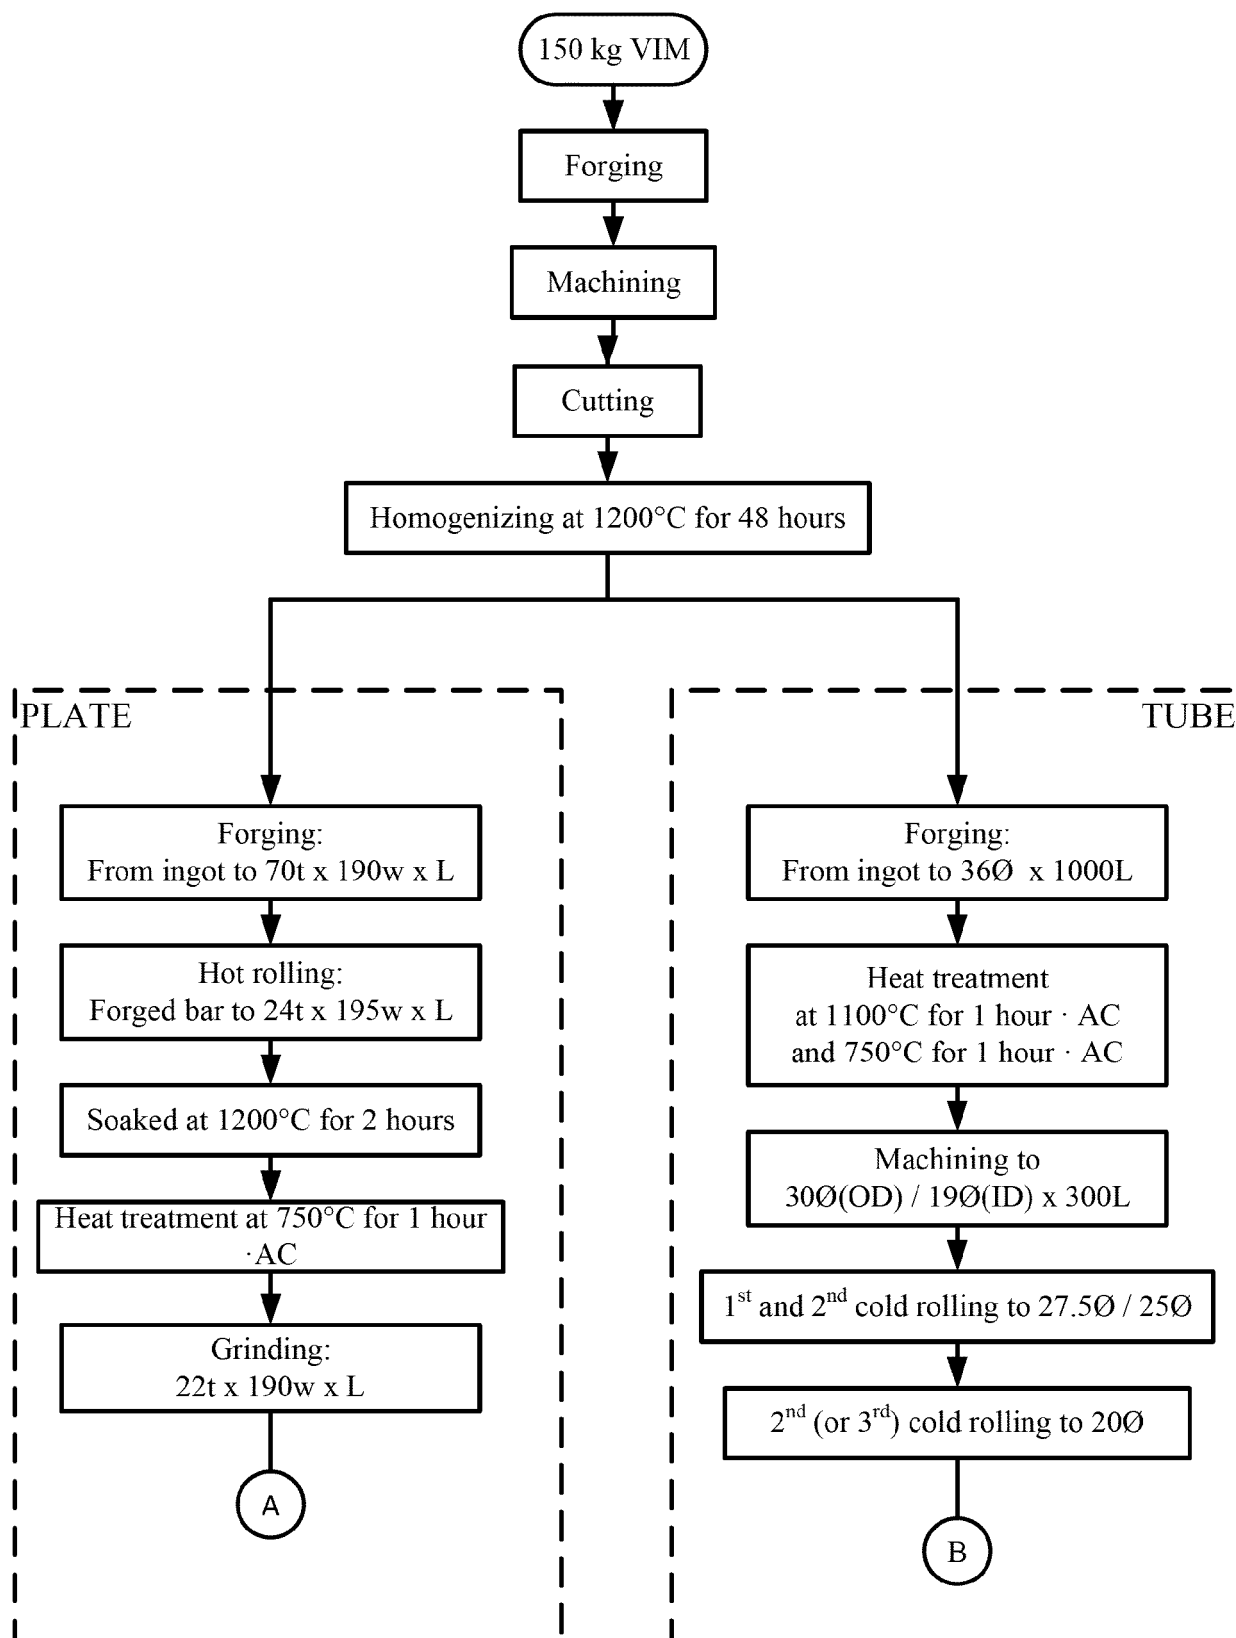 150 kg VIM
Forging
Machining
Cutting
Homogenizing at 1200°C for 48 hours
PLATE
Forging:
From ingot to 70t x 190w x L
Hot rolling:
Forged bar to 24t x 195w x L
Soaked at 1200°C for 2 hours
Heat treatment at 750°C for 1 hour
·AC
Grinding:
22t x 190w x L
A
TUBE
Forging:
From ingot to 36Ø x 1000L
Heat treatment
at 1100°C for 1 hour · AC
and 750°C for 1 hour · AC
Machining to
30Ø(OD) / 19Ø(ID) x 300L
1st and 2nd cold rolling to 27.5Ø / 25Ø
2nd (or 3rd) cold rolling to 20Ø
B